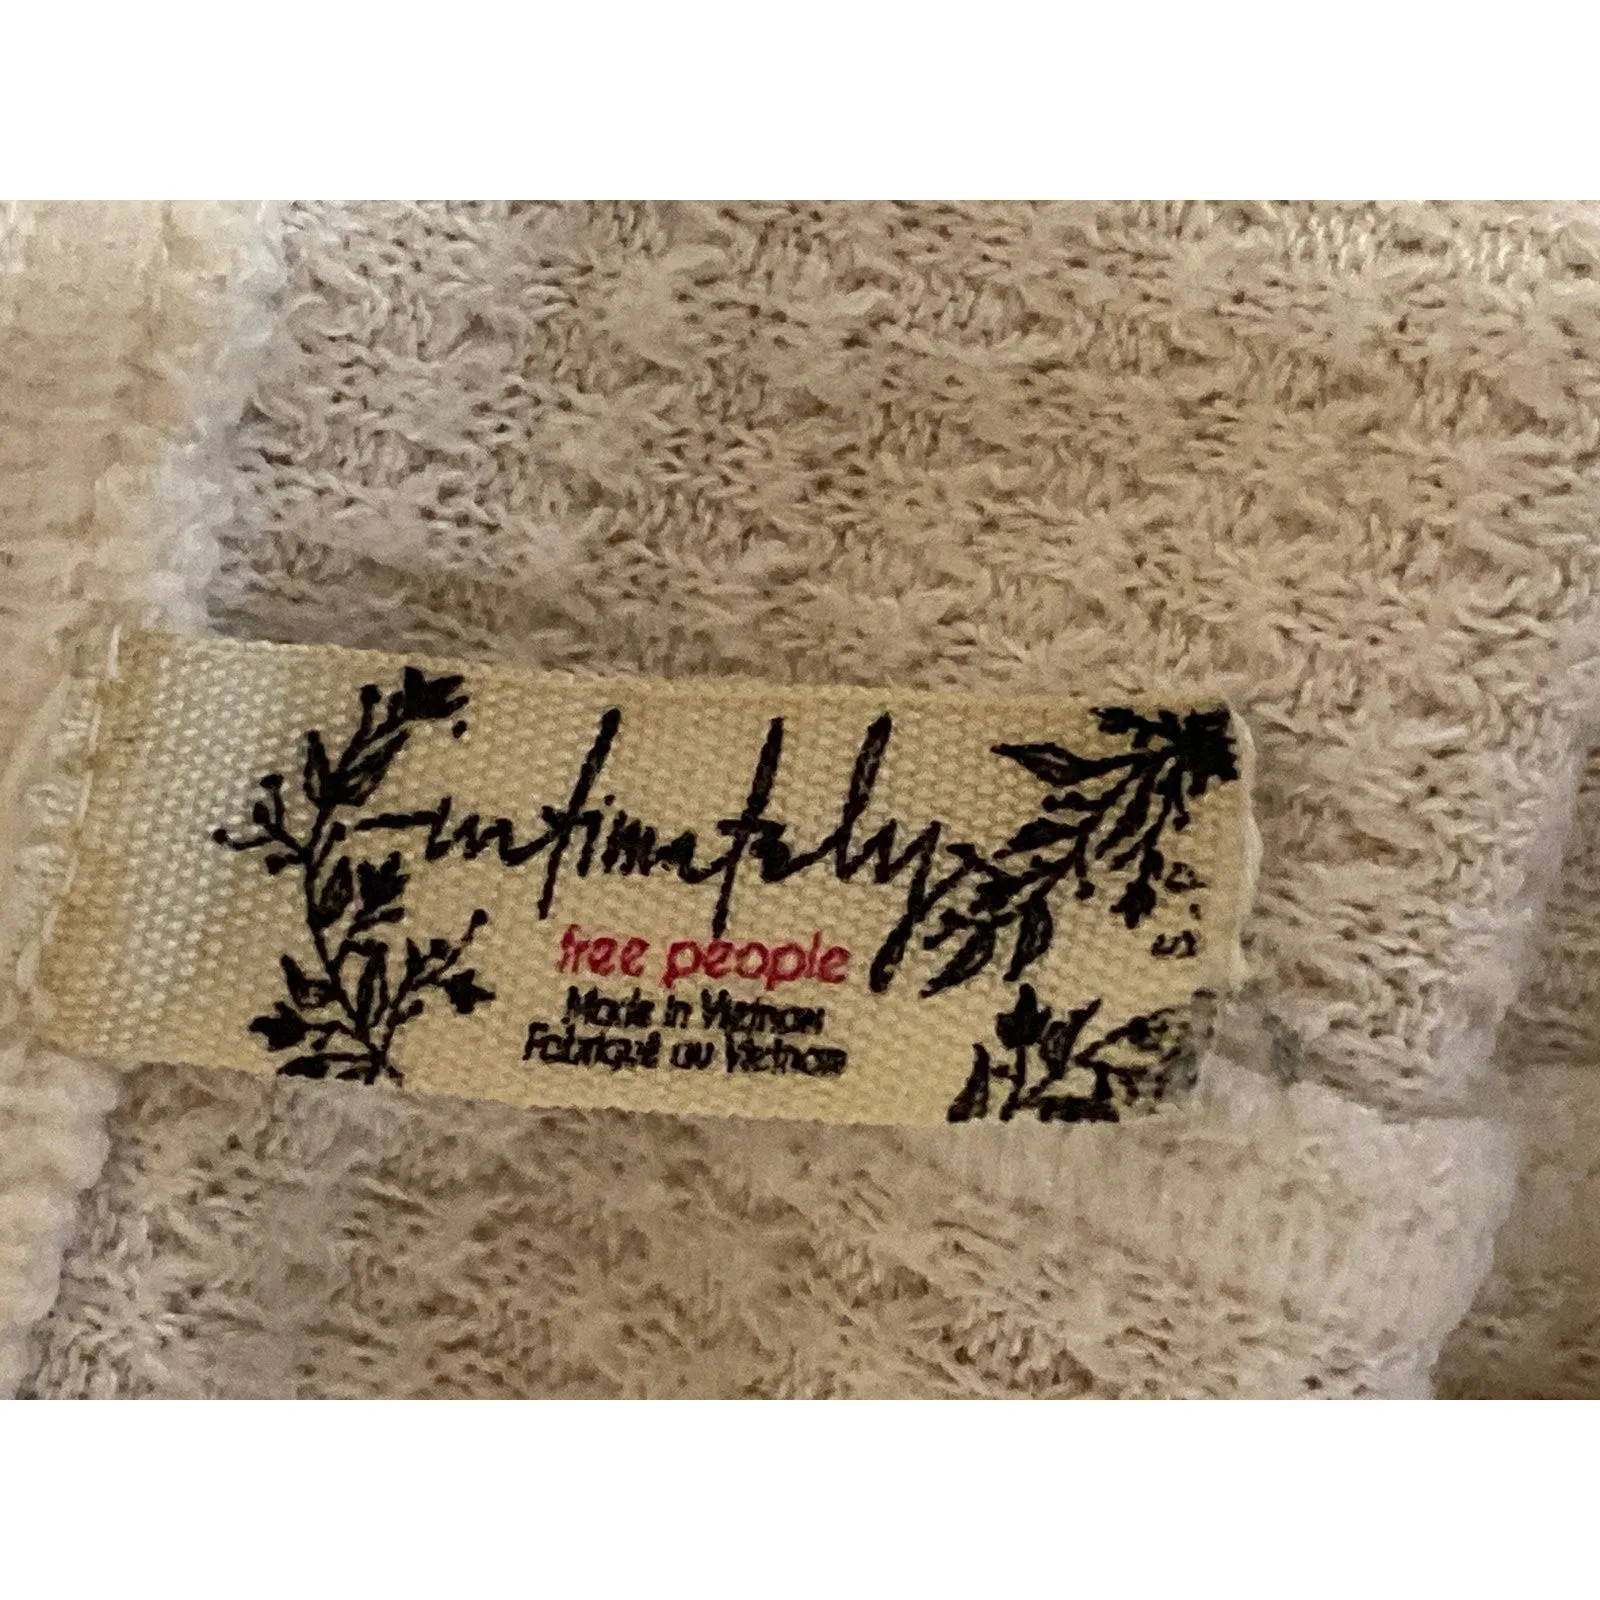 intimately
free people
Made in Vietnam
Fabriqué au Vietnam